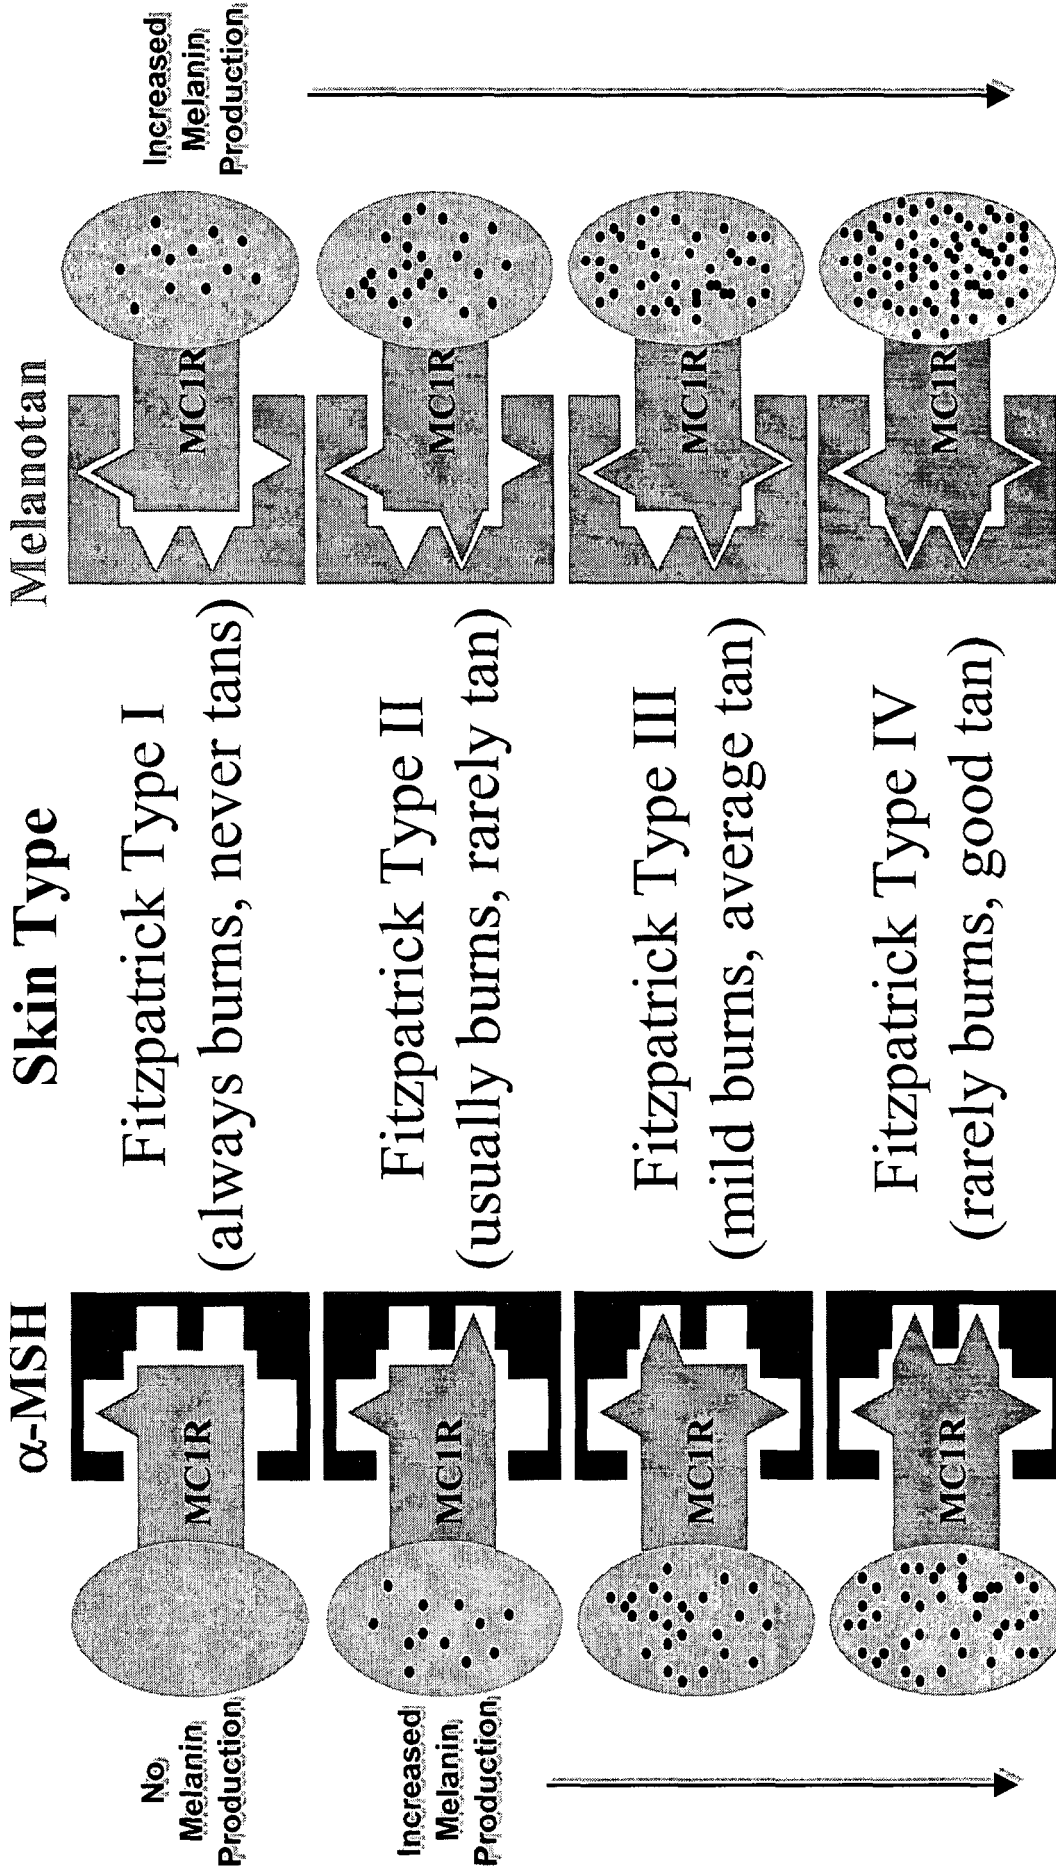 α-MSH
Skin Type
Melanotan
No
Melanin
Production
MC1R
Fitzpatrick Type I
(always burns, never tans)
MC1R
Increased
Melanin
Production
Increased
Melanin
Production
MC1R
Fitzpatrick Type II
(usually burns, rarely tan)
MC1R
MC1R
Fitzpatrick Type III
(mild burns, average tan)
MC1R
MC1R
Fitzpatrick Type IV
(rarely burns, good tan)
MC1R